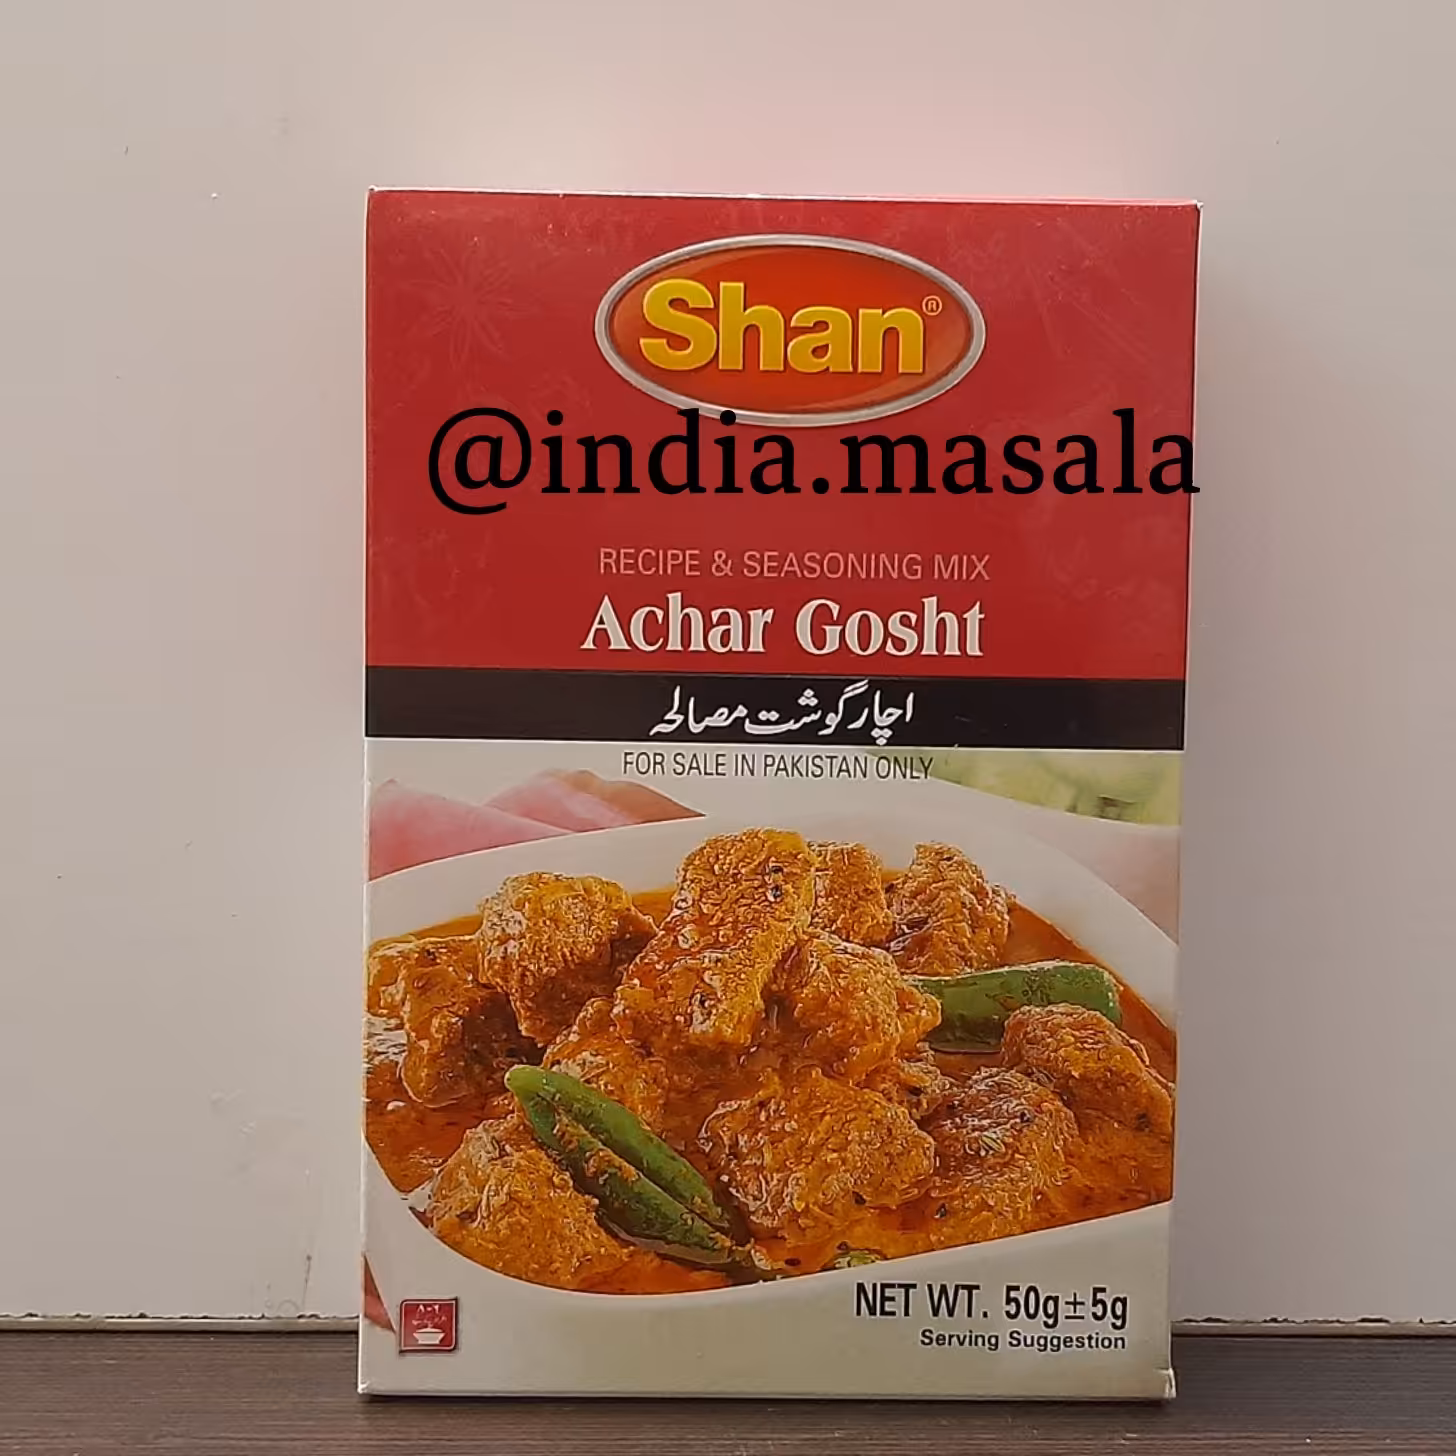 Shan®
@india.masala
RECIPE & SEASONING MIX
Achar Gosht
اچار گوشت مصالحہ
FOR SALE IN PAKISTAN ONLY
NET WT. 50g±5g
Serving Suggestion